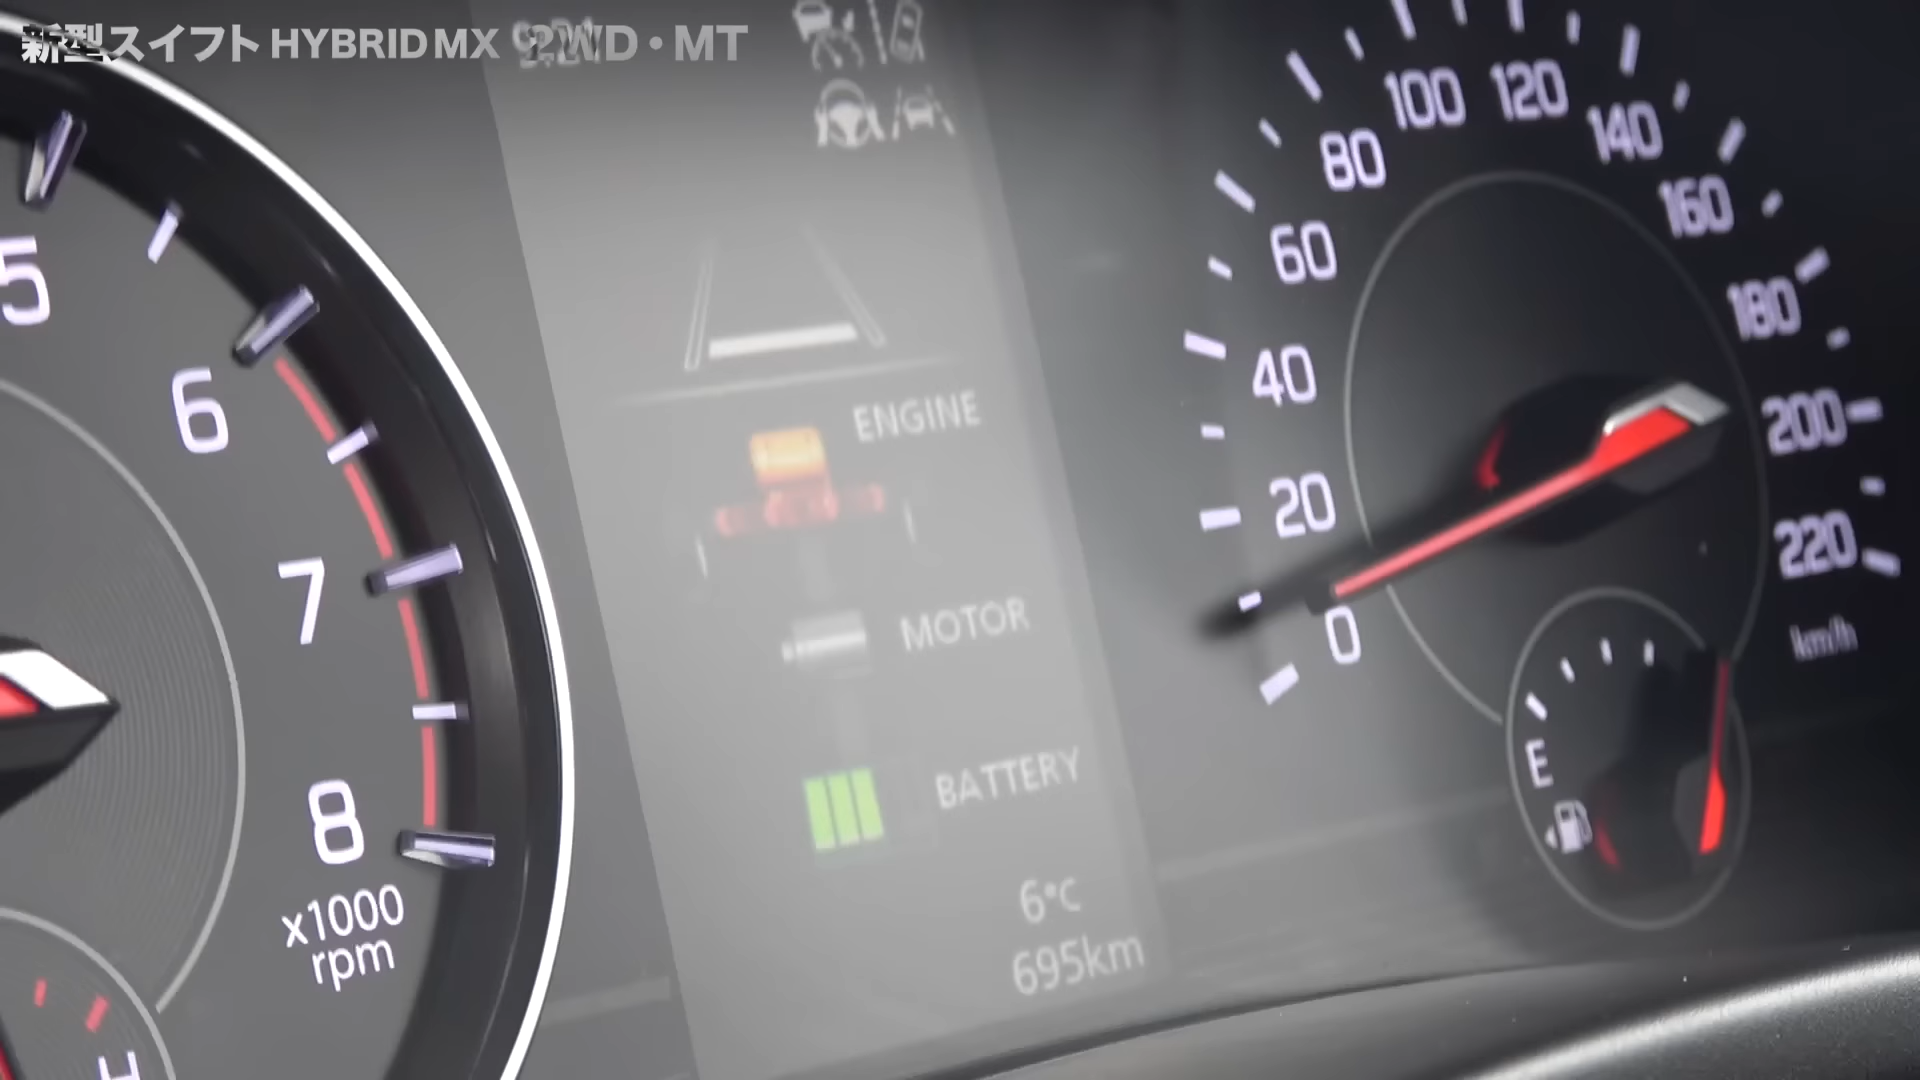 新型スイフト HYBRID MX 2WD・MT
5
6
7
8
x1000
rpm
H
ENGINE
MOTOR
BATTERY
6°C
695km
0
20
40
60
80
100
120
140
160
180
200
220
km/h
E